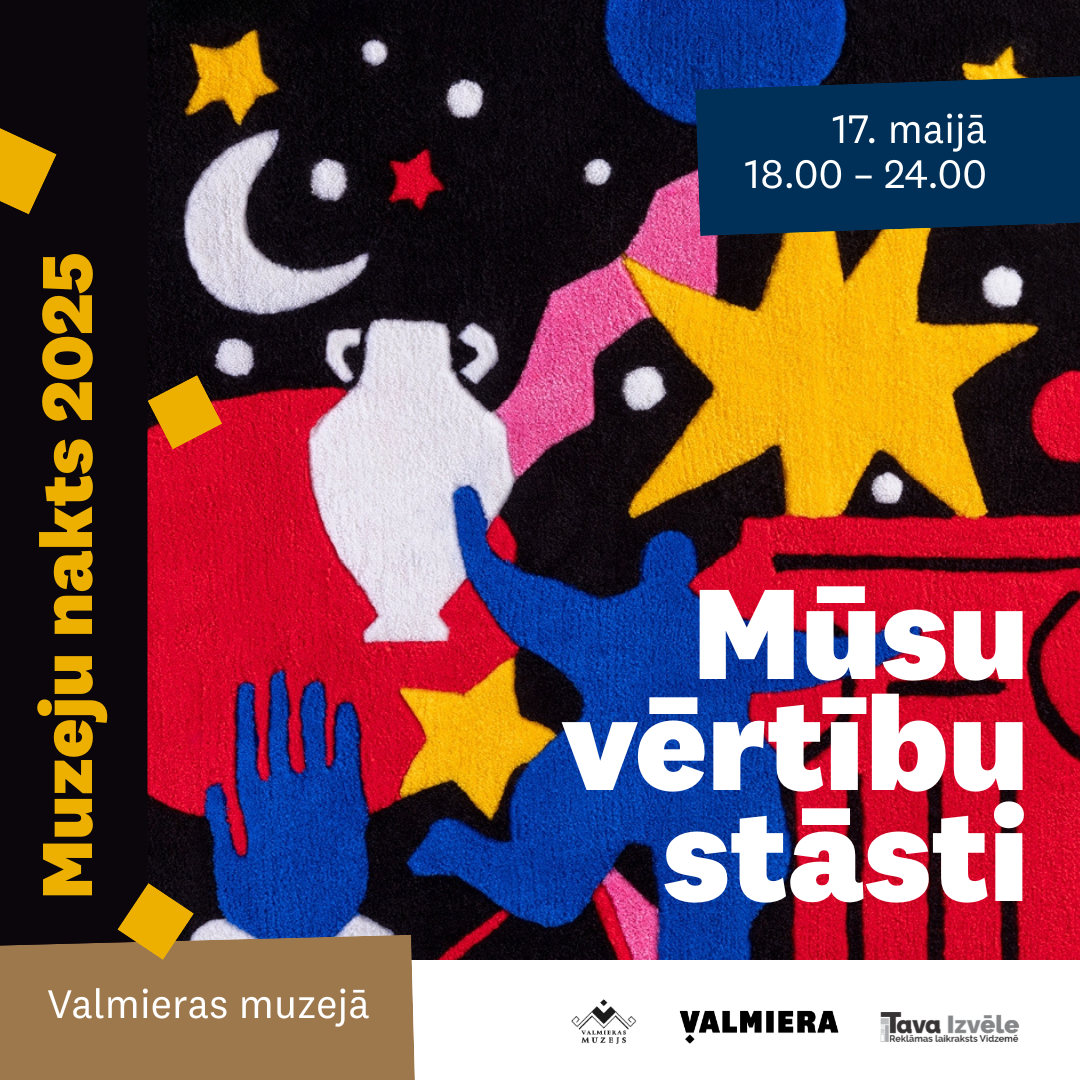 17. maijā
18.00 – 24.00
Muzeju nakts 2025
Mūsu
vērtību
stāsti
Valmieras muzejā
VALMIERAS
MUZEJS
VALMIERA
Tava Izvēle
Reklāmas laikraksts Vidzemē